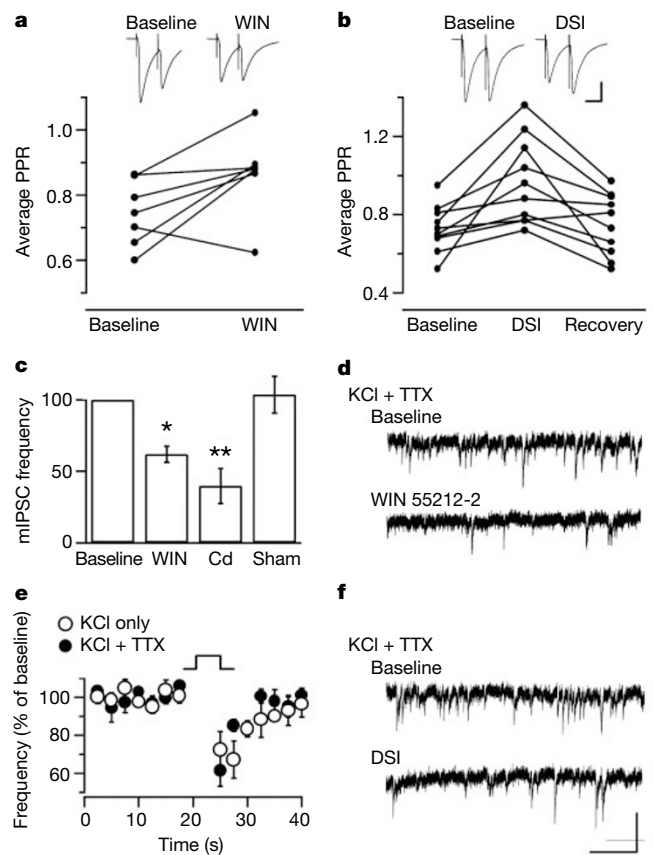 a
Baseline WIN
Average PPR
1.0
0.8
0.6
Baseline WIN
b
Baseline DSI
Average PPR
1.2
0.8
0.4
Baseline DSI Recovery
c
mIPSC frequency
100
50
0
*
**
Baseline WIN Cd Sham
d
KCl + TTX
Baseline
WIN 55212-2
e
KCl only
KCl + TTX
Frequency (% of baseline)
100
80
60
0 10 20 30 40
Time (s)
f
KCl + TTX
Baseline
DSI